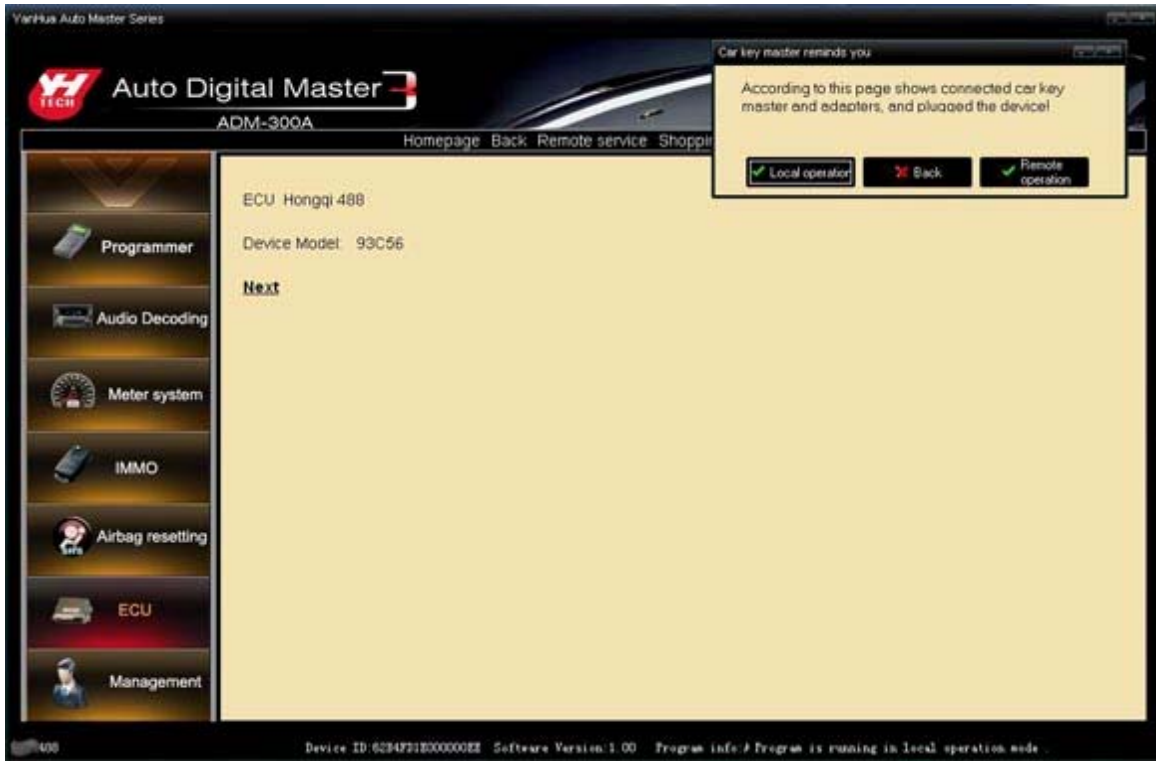 YanHua Auto Master Series
YH
TECH
Auto Digital Master 3
ADM-300A
Homepage Back Remote service
Car key master reminds you
According to this page shows connected car key
master and adapters, and plugged the device!
Local operation
Back
Remote
operation
Programmer
Audio Decoding
Meter system
IMMO
Airbag resetting
ECU
Management
ECU Hongqi 488
Device Model: 93C56
Next
Software Version:1.00 Program info: Program is running in local operation mode .